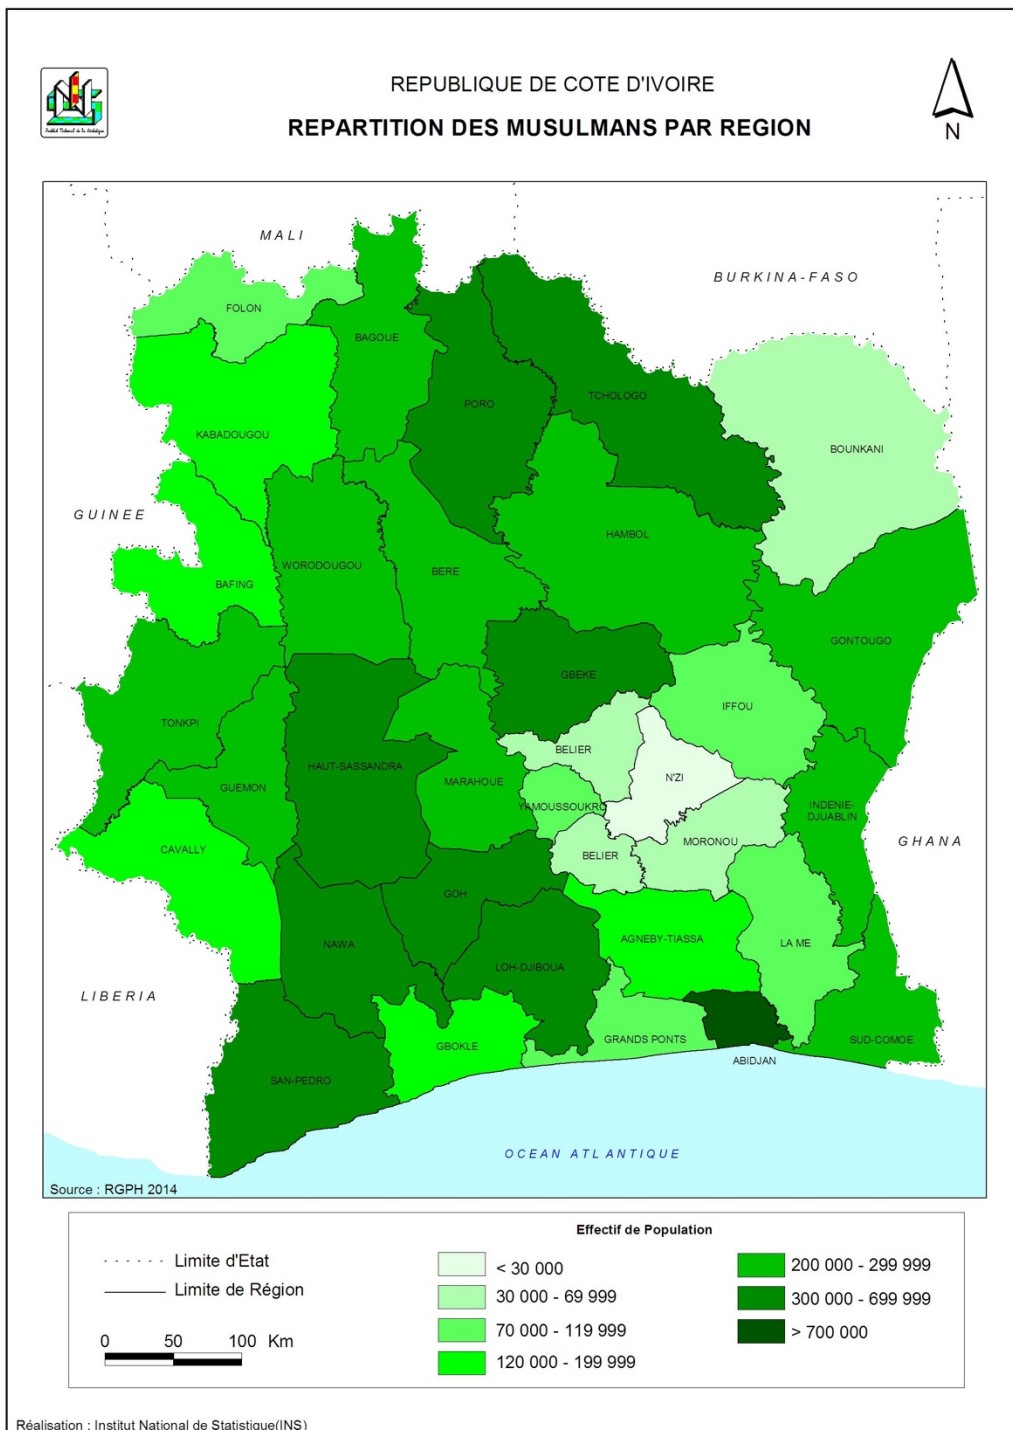 REPUBLIQUE DE COTE D'IVOIRE
REPARTITION DES MUSULMANS PAR REGION
N
MALI
BURKINA-FASO
FOLON
BAGOUE
PORO
TCHOLOGO
KABADOUGOU
BOUNKANI
GUINEE
WORODOUGOU
BERE
HAMBOL
BAFING
GONTOUGO
GBEKE
IFFOU
TONKPI
BELIER
HAUT-SASSANDRA
MARAHOUE
N'ZI
GUEMON
YAMOUSSOUKRO
INDENIE-
DJUABLIN
CAVALLY
BELIER
MORONOU
GHANA
GOH
NAWA
AGNEBY-TIASSA
LA ME
LOH-DJIBOUA
LIBERIA
GBOKLE
GRANDS PONTS
SUD-COMOE
ABIDJAN
SAN-PEDRO
OCEAN ATLANTIQUE
Source : RGPH 2014
Effectif de Population
Limite d'Etat
Limite de Région
0 50 100 Km
< 30 000
30 000 - 69 999
70 000 - 119 999
120 000 - 199 999
200 000 - 299 999
300 000 - 699 999
> 700 000
Réalisation : Institut National de Statistique(INS)